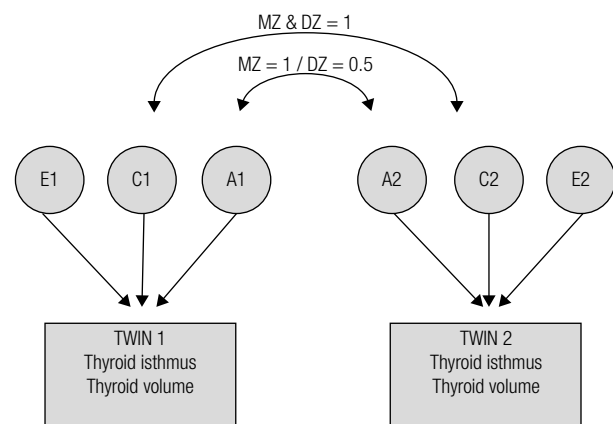 MZ & DZ = 1
MZ = 1 / DZ = 0.5
E1 C1 A1 A2 C2 E2
TWIN 1
Thyroid isthmus
Thyroid volume
TWIN 2
Thyroid isthmus
Thyroid volume